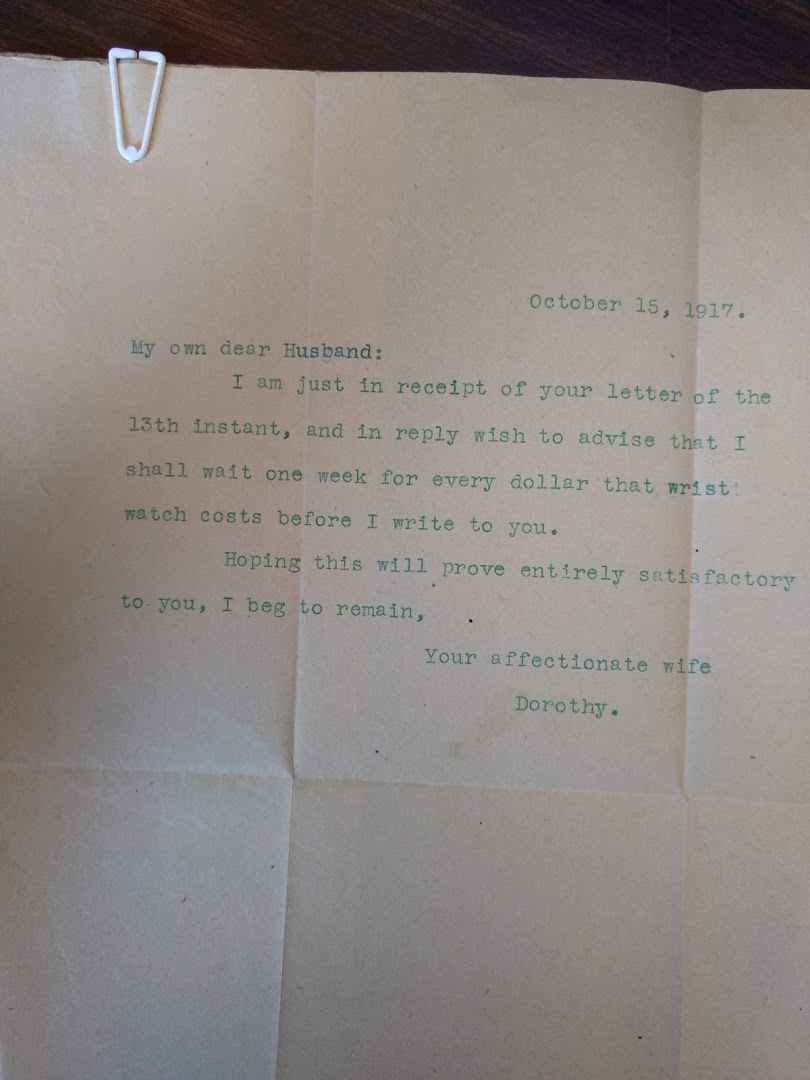 October 15, 1917.
My own dear Husband:
I am just in receipt of your letter of the
13th instant, and in reply wish to advise that I
shall wait one week for every dollar that wristt
watch costs before I write to you.
Hoping this will prove entirely satisfactory
to you, I beg to remain,
Your affectionate wife
Dorothy.